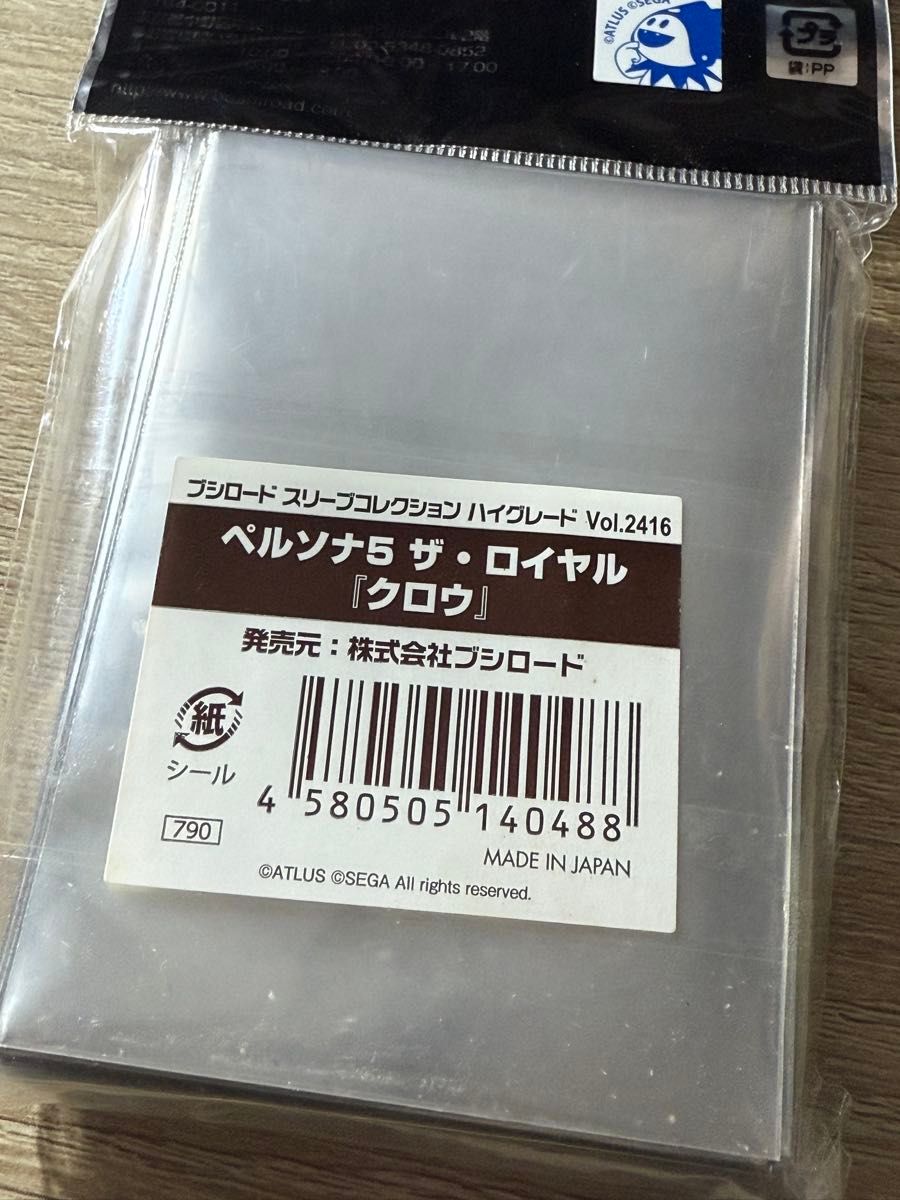 ©ATLUS ©SEGA
プラ
袋:PP
ブシロード スリーブコレクション ハイグレード Vol.2416
ペルソナ5 ザ・ロイヤル
『クロウ』
発売元：株式会社ブシロード
紙
シール
4 580505 140488
790
MADE IN JAPAN
©ATLUS ©SEGA All rights reserved.